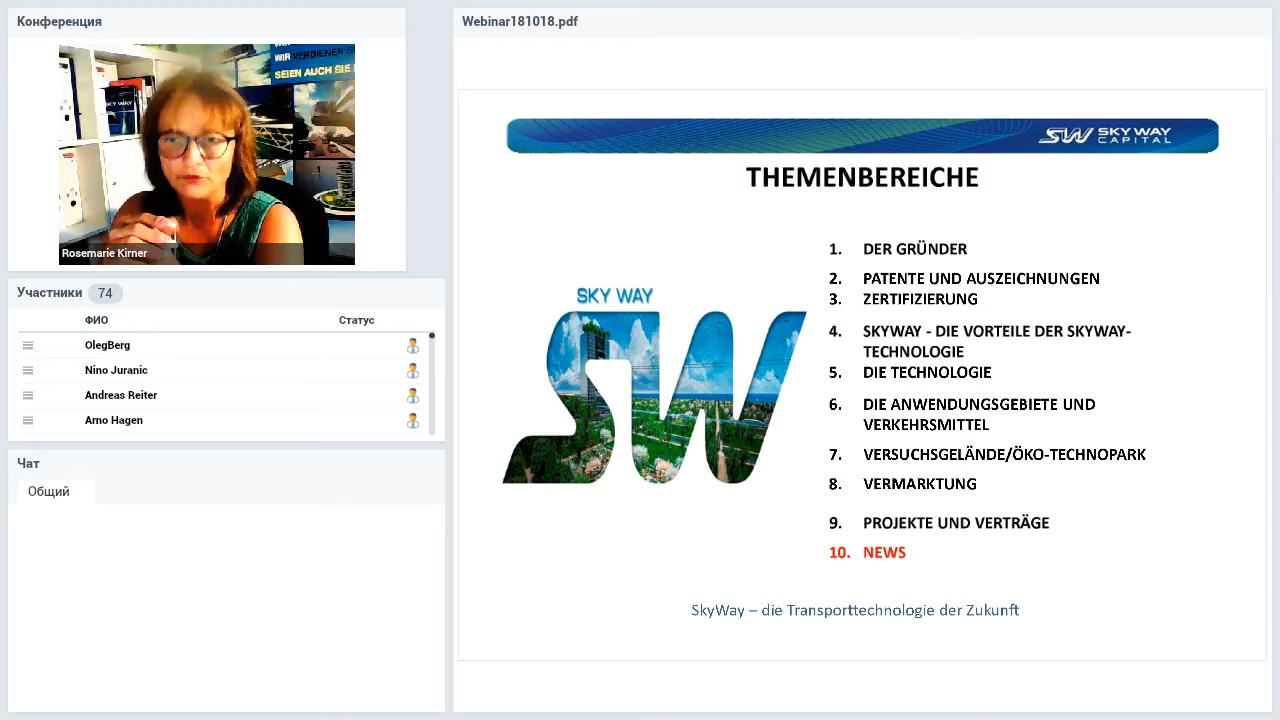 Конференция
WIR VERDIENEN
SEIEN AUCH SIE
SKY WAY
Rosemarie Kirner
Участники 74
ФИО Статус
OlegBerg
Nino Juranic
Andreas Reiter
Arno Hagen
Чат
Общий
Webinar181018.pdf
SW SKY WAY
CAPITAL
THEMENBEREICHE
SKY WAY
SW
1. DER GRÜNDER
2. PATENTE UND AUSZEICHNUNGEN
3. ZERTIFIZIERUNG
4. SKYWAY - DIE VORTEILE DER SKYWAY-
TECHNOLOGIE
5. DIE TECHNOLOGIE
6. DIE ANWENDUNGSGEBIETE UND
VERKEHRSMITTEL
7. VERSUCHSGELÄNDE/ÖKO-TECHNOPARK
8. VERMARKTUNG
9. PROJEKTE UND VERTRÄGE
10. NEWS
SkyWay – die Transporttechnologie der Zukunft